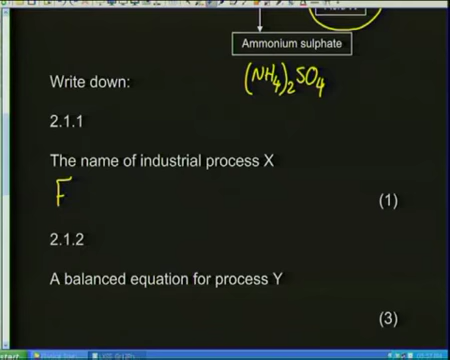 Ammonium sulphate
(NH4)2SO4
Write down:
2.1.1
The name of industrial process X
F
(1)
2.1.2
A balanced equation for process Y
(3)
start